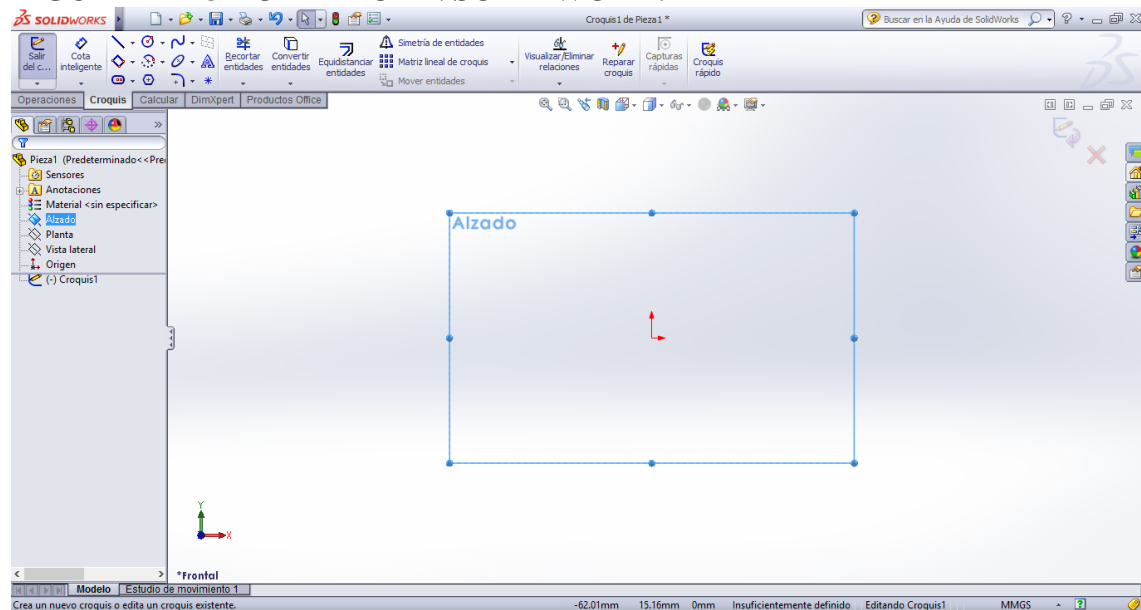 SOLIDWORKS
Croquis1 de Pieza1 *
Buscar en la Ayuda de SolidWorks
Salir del c...
Cota inteligente
Recortar entidades
Convertir entidades
Equidistanciar entidades
Simetría de entidades
Matriz lineal de croquis
Mover entidades
Visualizar/Eliminar relaciones
Reparar croquis
Capturas rápidas
Croquis rápido
Operaciones Croquis Calcular DimXpert Productos Office
Pieza1 (Predeterminado<<Pre
Sensores
Anotaciones
Material <sin especificar>
Alzado
Planta
Vista lateral
Origen
(-) Croquis1
Alzado
Y
X
*Frontal
Modelo Estudio de movimiento 1
Crea un nuevo croquis o edita un croquis existente. -62.01mm 15.16mm 0mm Insuficientemente definido Editando Croquis1 MMGS